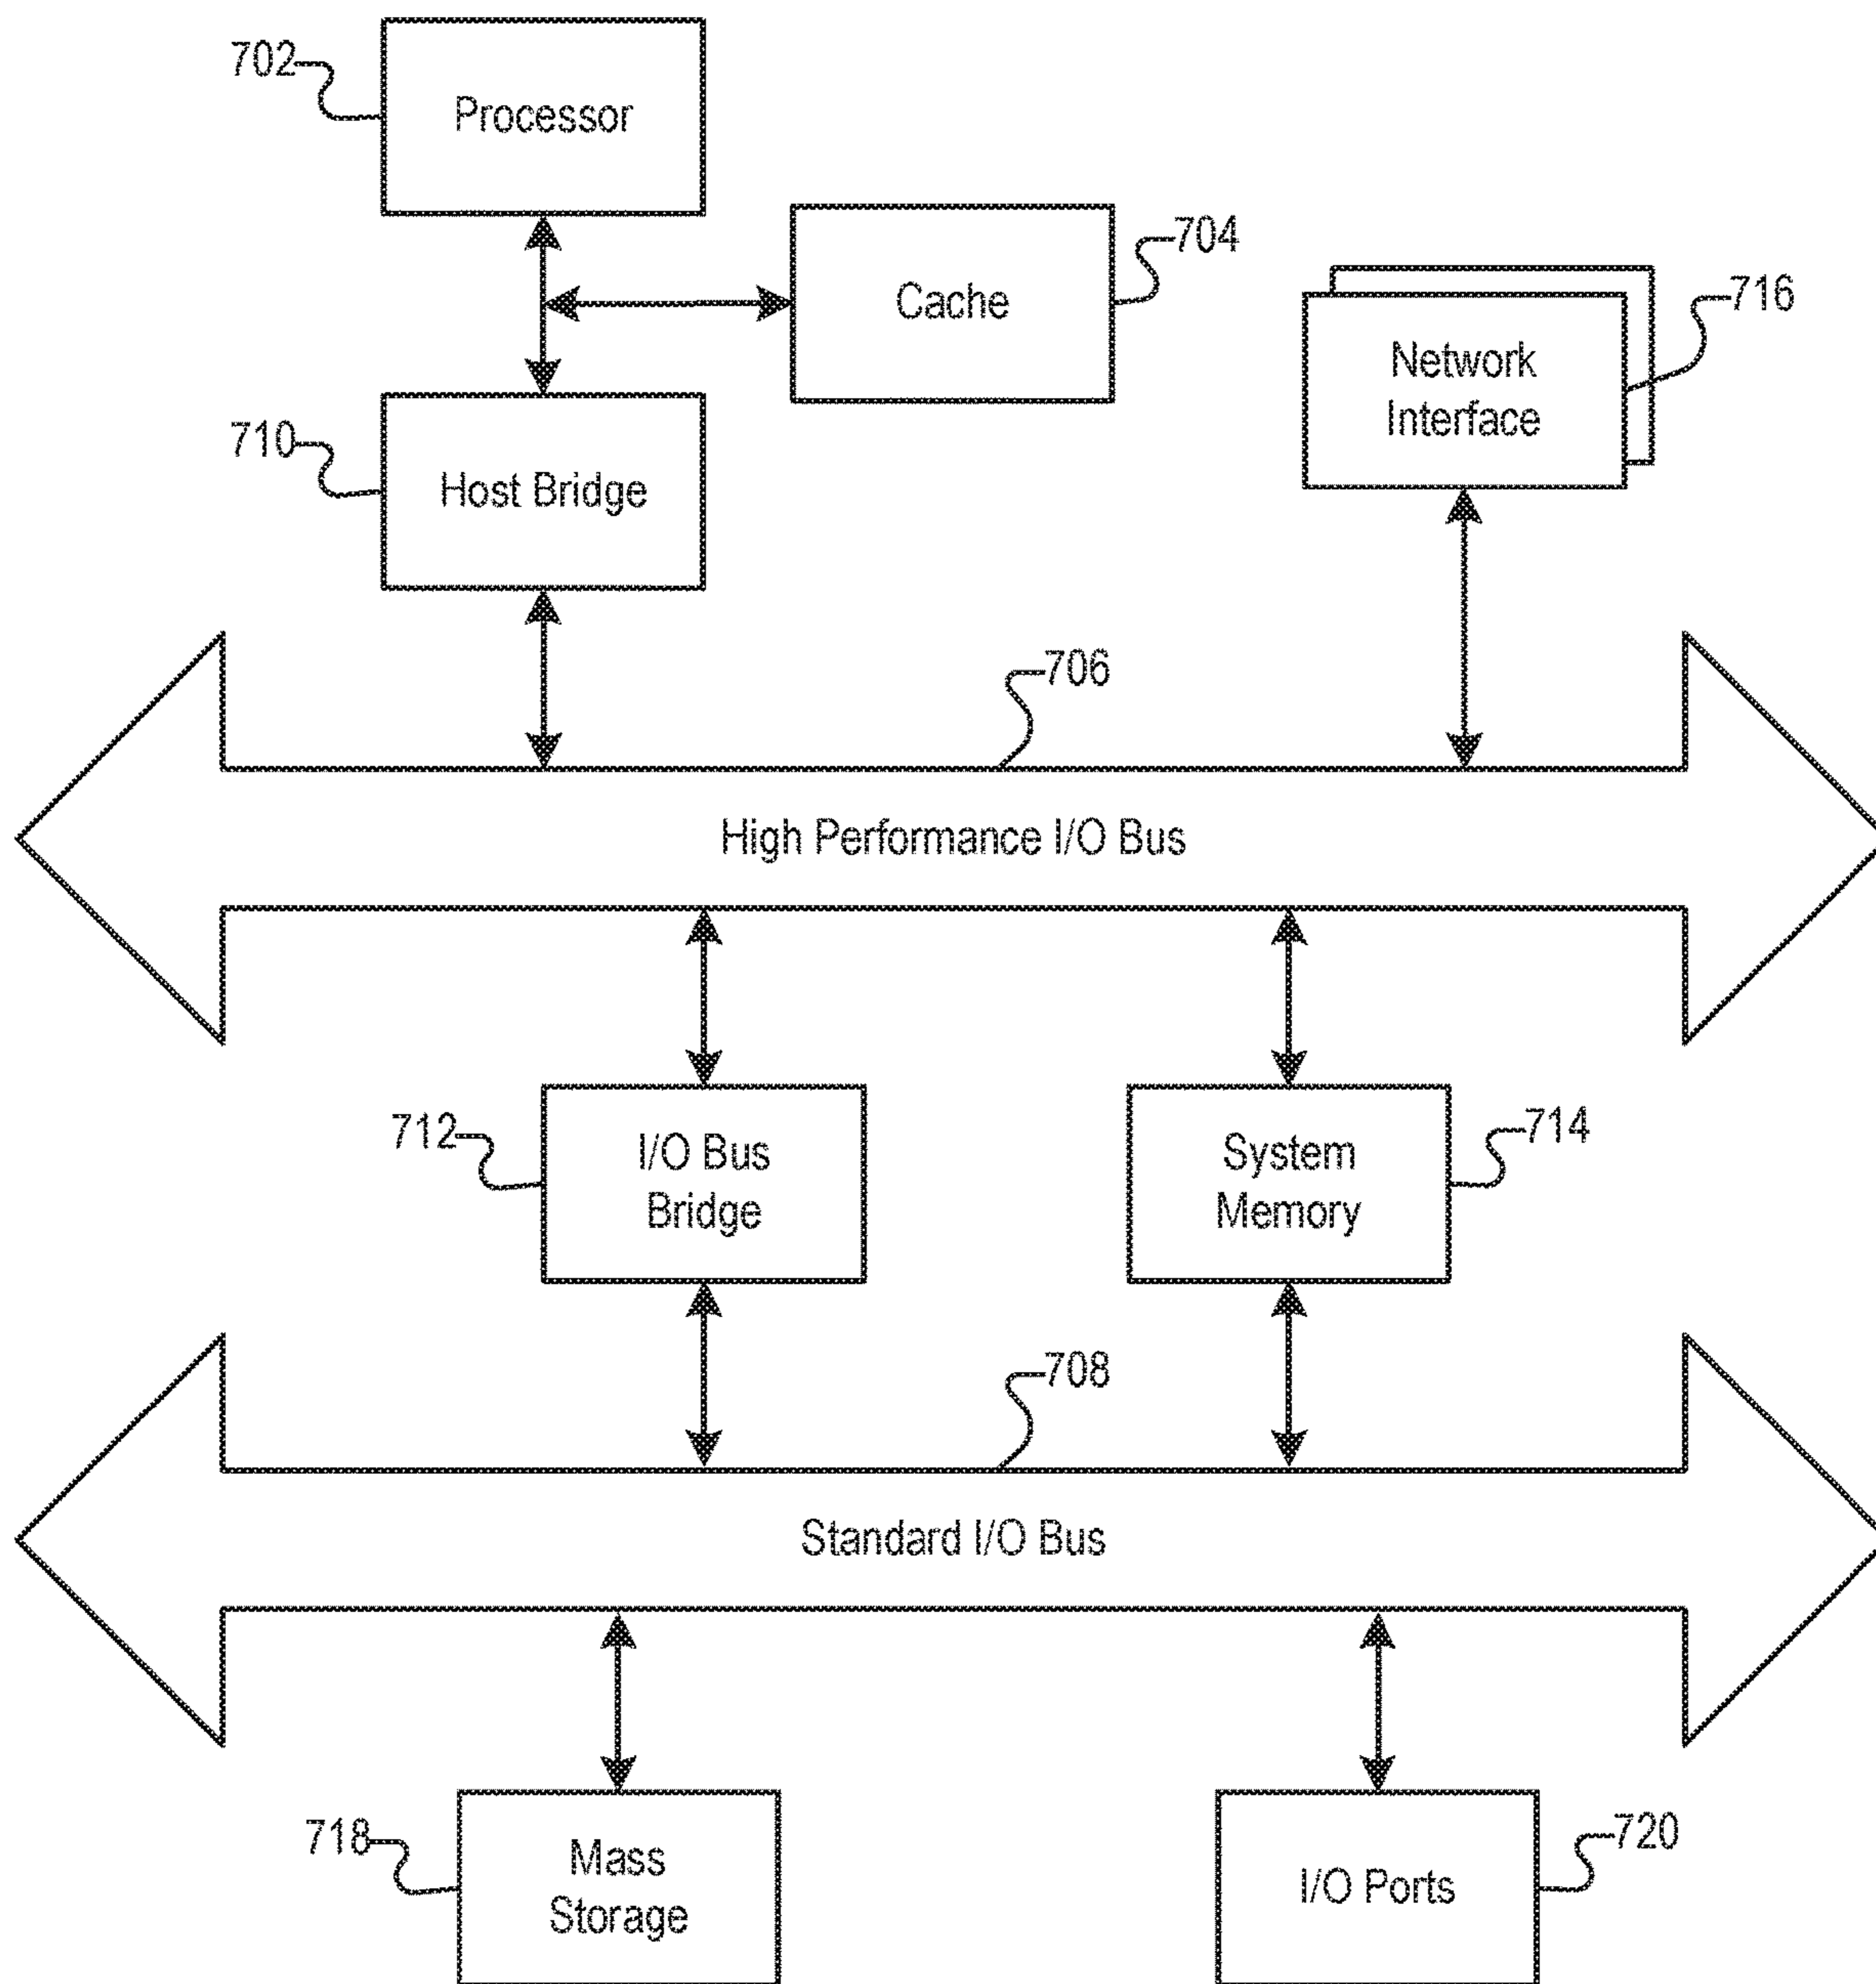 702
Processor
704
Cache
716
Network
Interface
710
Host Bridge
706
High Performance I/O Bus
712
I/O Bus
Bridge
714
System
Memory
708
Standard I/O Bus
718
Mass
Storage
720
I/O Ports